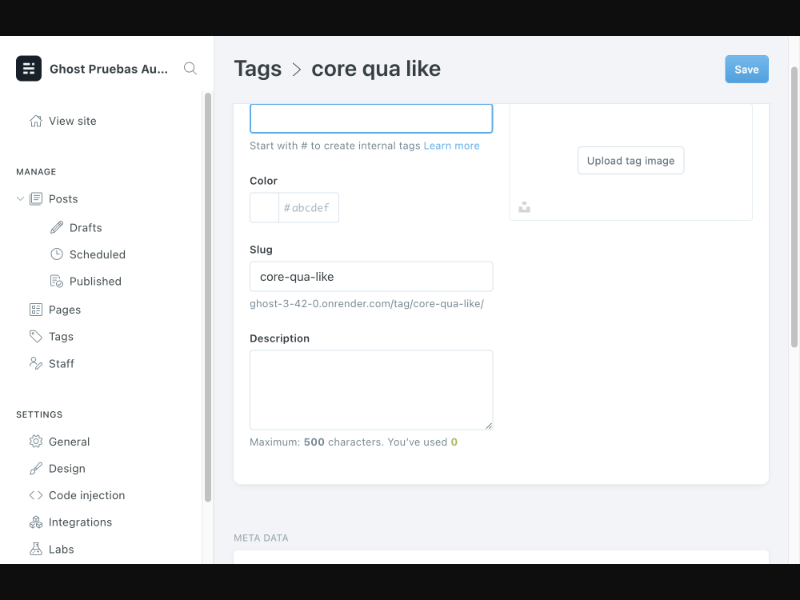 Ghost Pruebas Au...
View site
MANAGE
Posts
Drafts
Scheduled
Published
Pages
Tags
Staff
SETTINGS
General
Design
Code injection
Integrations
Labs
Tags > core qua like
Save
Start with # to create internal tags Learn more
Upload tag image
Color
#abcdef
Slug
core-qua-like
ghost-3-42-0.onrender.com/tag/core-qua-like/
Description
Maximum: 500 characters. You've used 0
META DATA